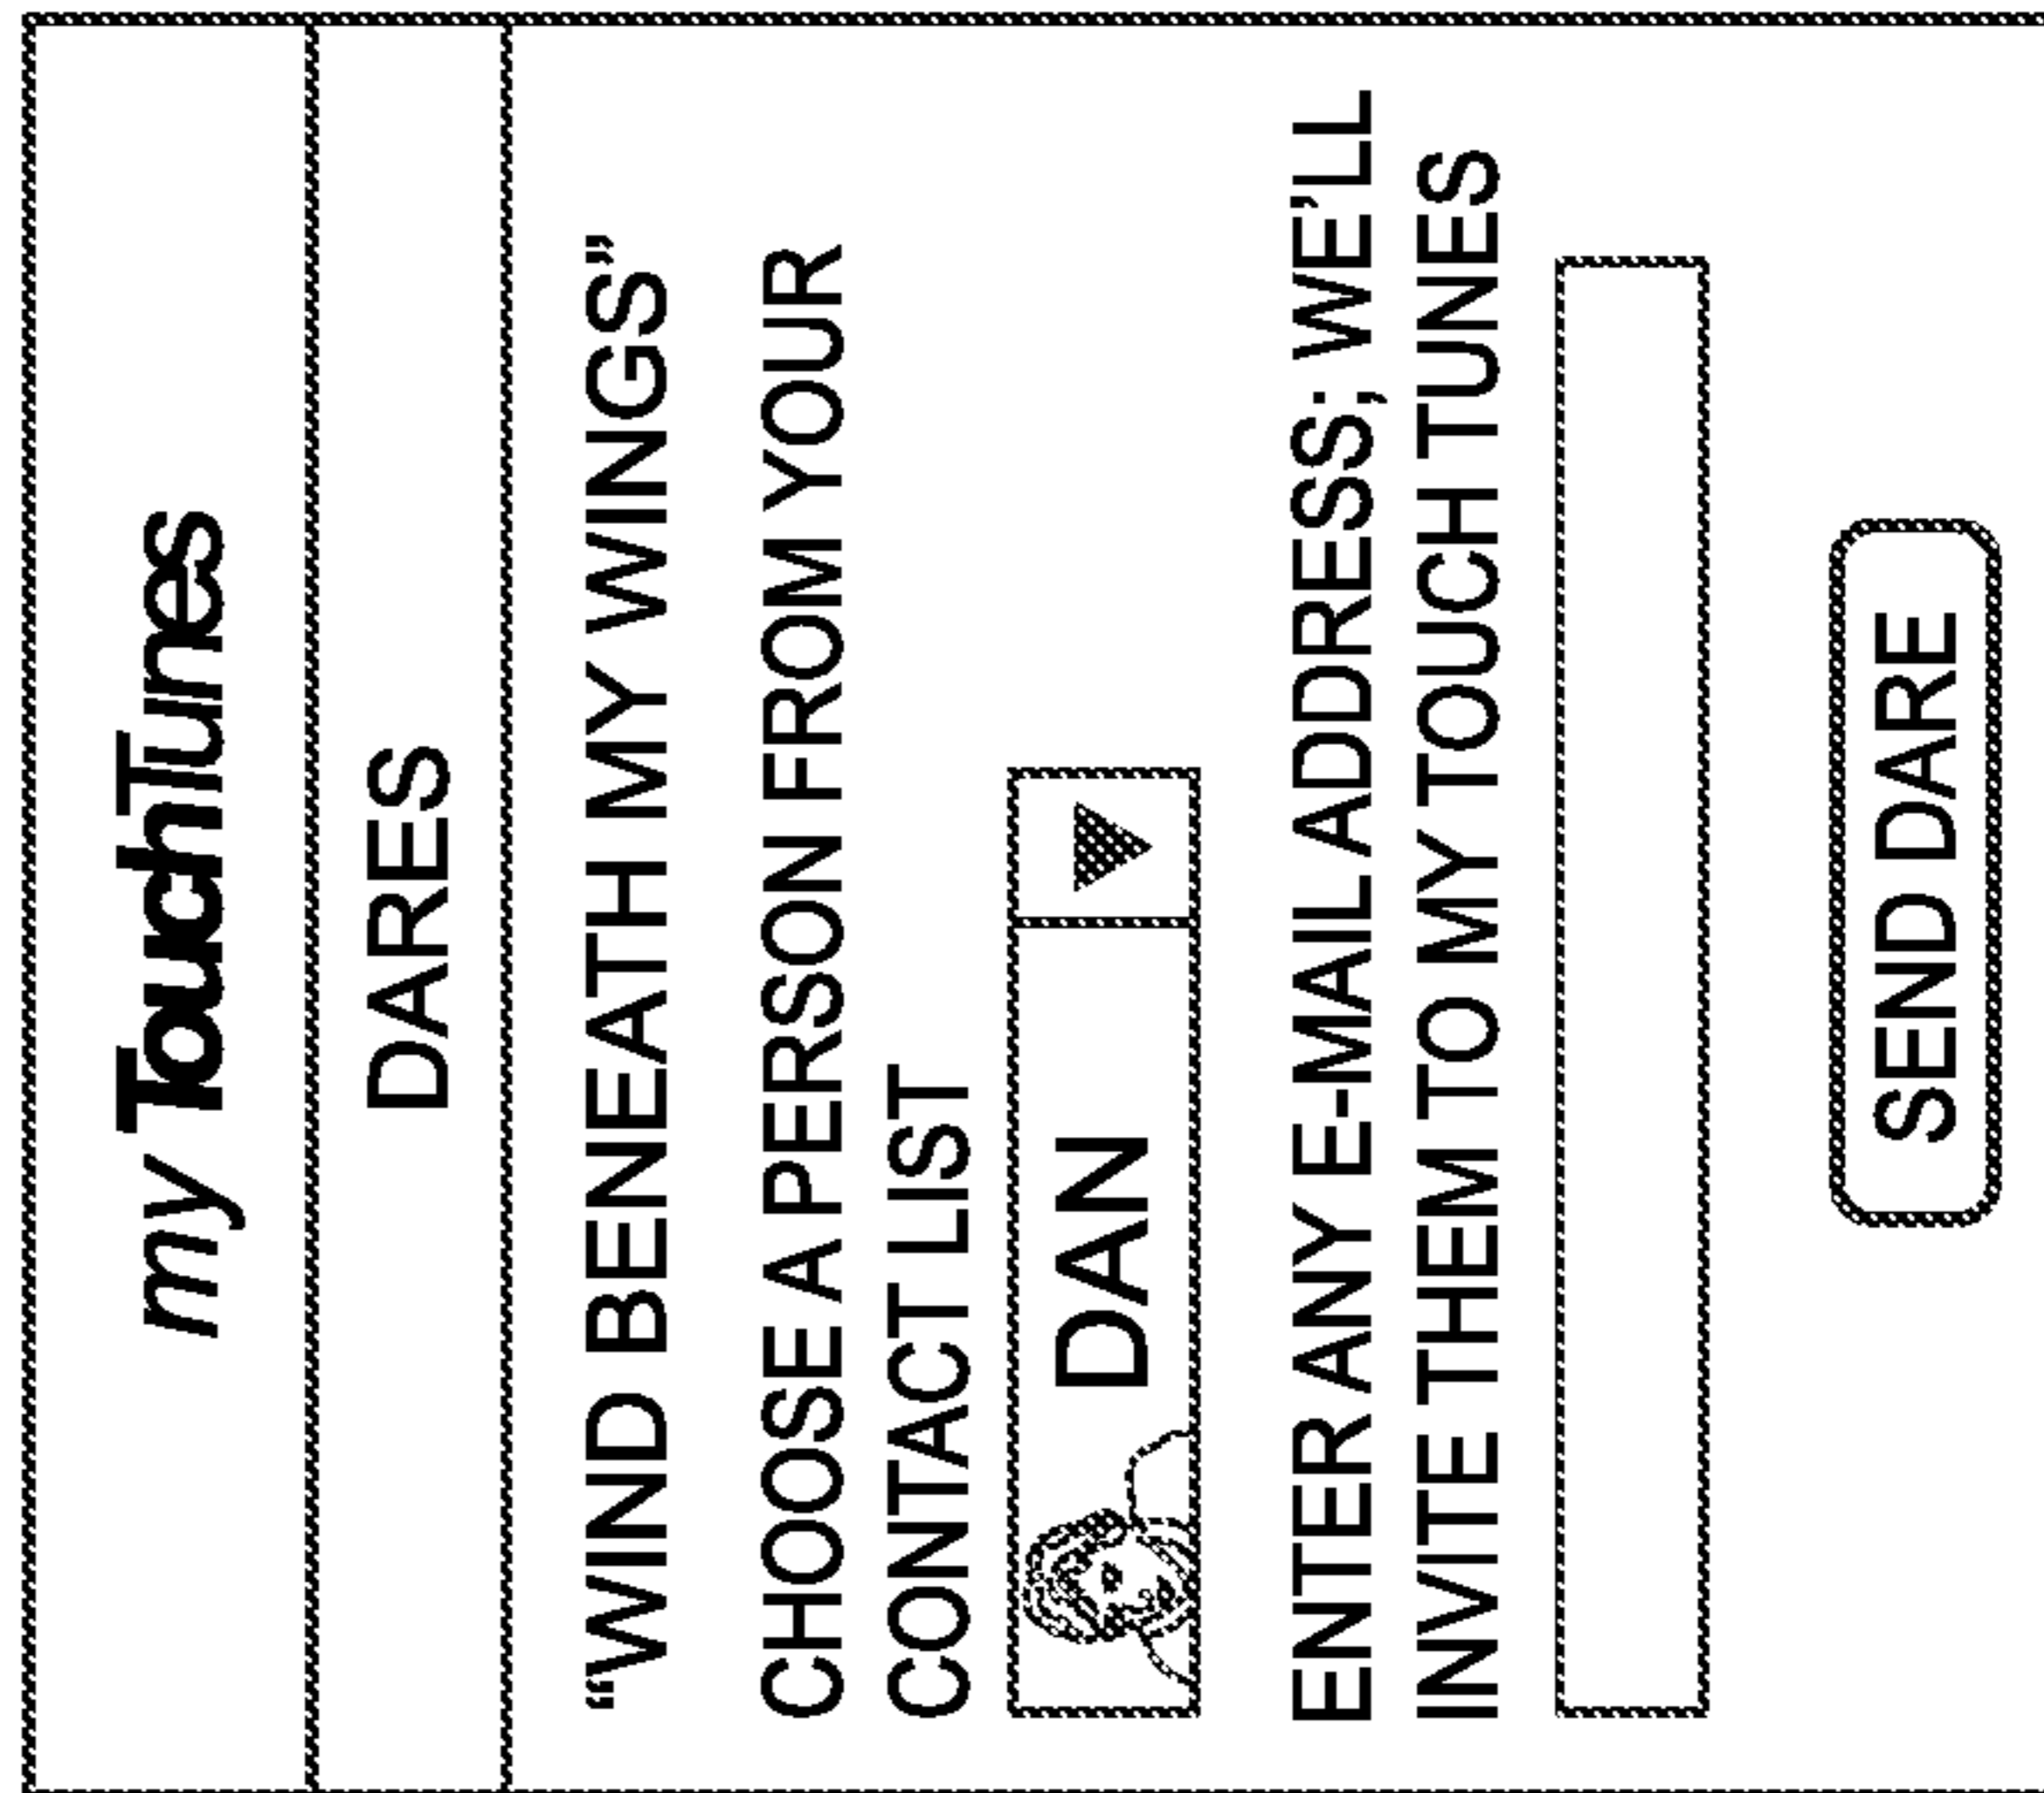 my TouchTunes
DARES
“WIND BENEATH MY WINGS”
CHOOSE A PERSON FROM YOUR
CONTACT LIST
DAN
ENTER ANY E-MAIL ADDRESS; WE’LL
INVITE THEM TO MY TOUCH TUNES
SEND DARE